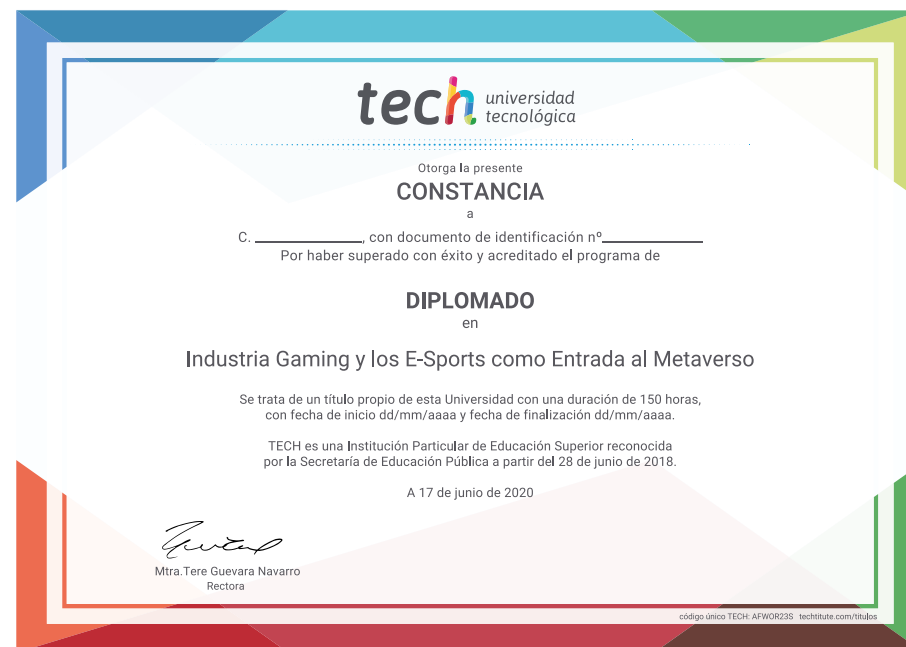 tech universidad
tecnológica
Otorga la presente
CONSTANCIA
a
C. ____________, con documento de identificación nº____________
Por haber superado con éxito y acreditado el programa de
DIPLOMADO
en
Industria Gaming y los E-Sports como Entrada al Metaverso
Se trata de un título propio de esta Universidad con una duración de 150 horas,
con fecha de inicio dd/mm/aaaa y fecha de finalización dd/mm/aaaa.
TECH es una Institución Particular de Educación Superior reconocida
por la Secretaría de Educación Pública a partir del 28 de junio de 2018.
A 17 de junio de 2020
Mtra.Tere Guevara Navarro
Rectora
código único TECH: AFWOR23S techtitute.com/titulos